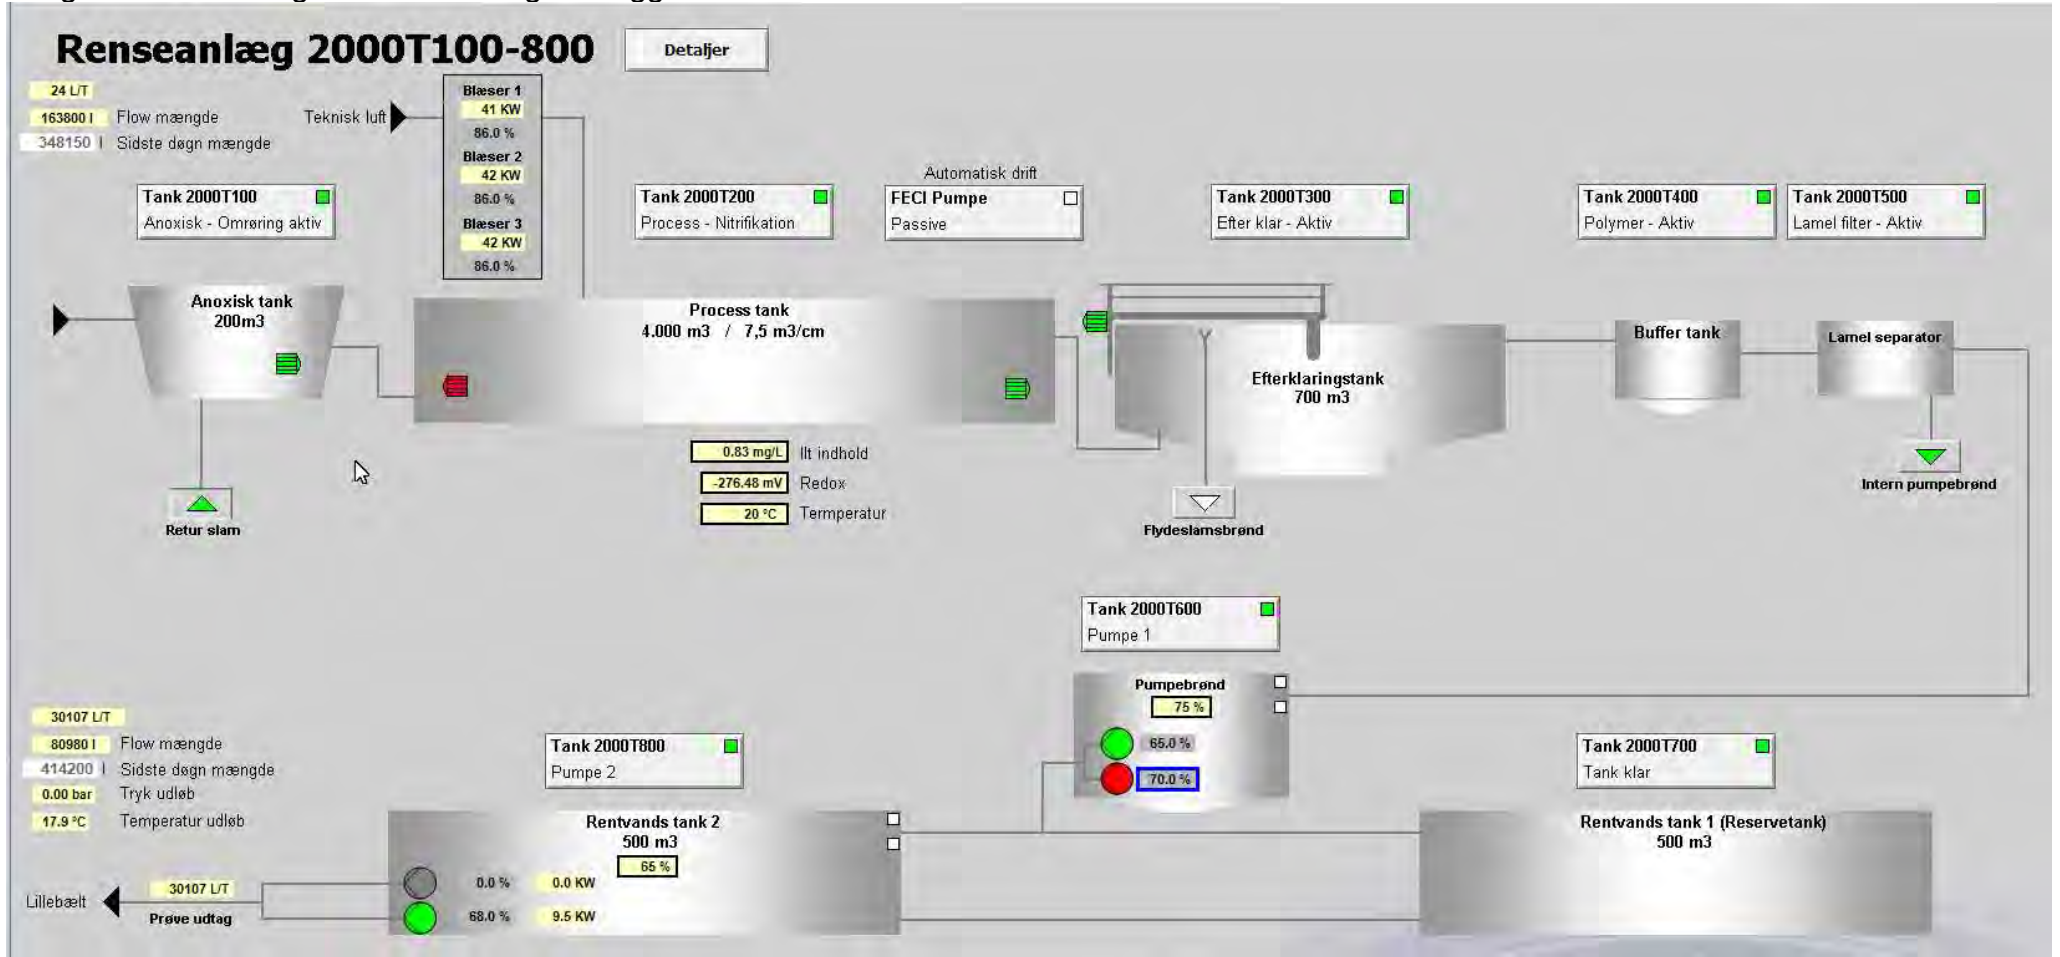 Renseanlæg 2000T100-800
Detaljer
24 L/T
163800 l Flow mængde
348150 l Sidste døgn mængde
Teknisk luft
Blæser 1
41 KW
86.0 %
Blæser 2
42 KW
86.0 %
Blæser 3
42 KW
86.0 %
Tank 2000T100
Anoxisk - Omrøring aktiv
Tank 2000T200
Process - Nitrifikation
Automatisk drift
FECl Pumpe
Passive
Tank 2000T300
Efter klar - Aktiv
Tank 2000T400
Polymer - Aktiv
Tank 2000T500
Lamel filter - Aktiv
Anoxisk tank
200m3
Process tank
4.000 m3 / 7,5 m3/cm
Efterklaringstank
700 m3
Buffer tank
Lamel separator
0.83 mg/L Ilt indhold
-276.48 mV Redox
20 °C Termperatur
Retur slam
Flydeslamsbrønd
Intern pumpebrønd
Tank 2000T600
Pumpe 1
Pumpebrønd
75 %
65.0 %
70.0 %
30107 L/T
80980 l Flow mængde
414200 l Sidste døgn mængde
0.00 bar Tryk udløb
17.9 °C Temperatur udløb
Tank 2000T800
Pumpe 2
Tank 2000T700
Tank klar
Rentvands tank 2
500 m3
65 %
0.0 % 0.0 KW
68.0 % 9.5 KW
Rentvands tank 1 (Reservetank)
500 m3
Lillebælt
30107 L/T
Prøve udtag